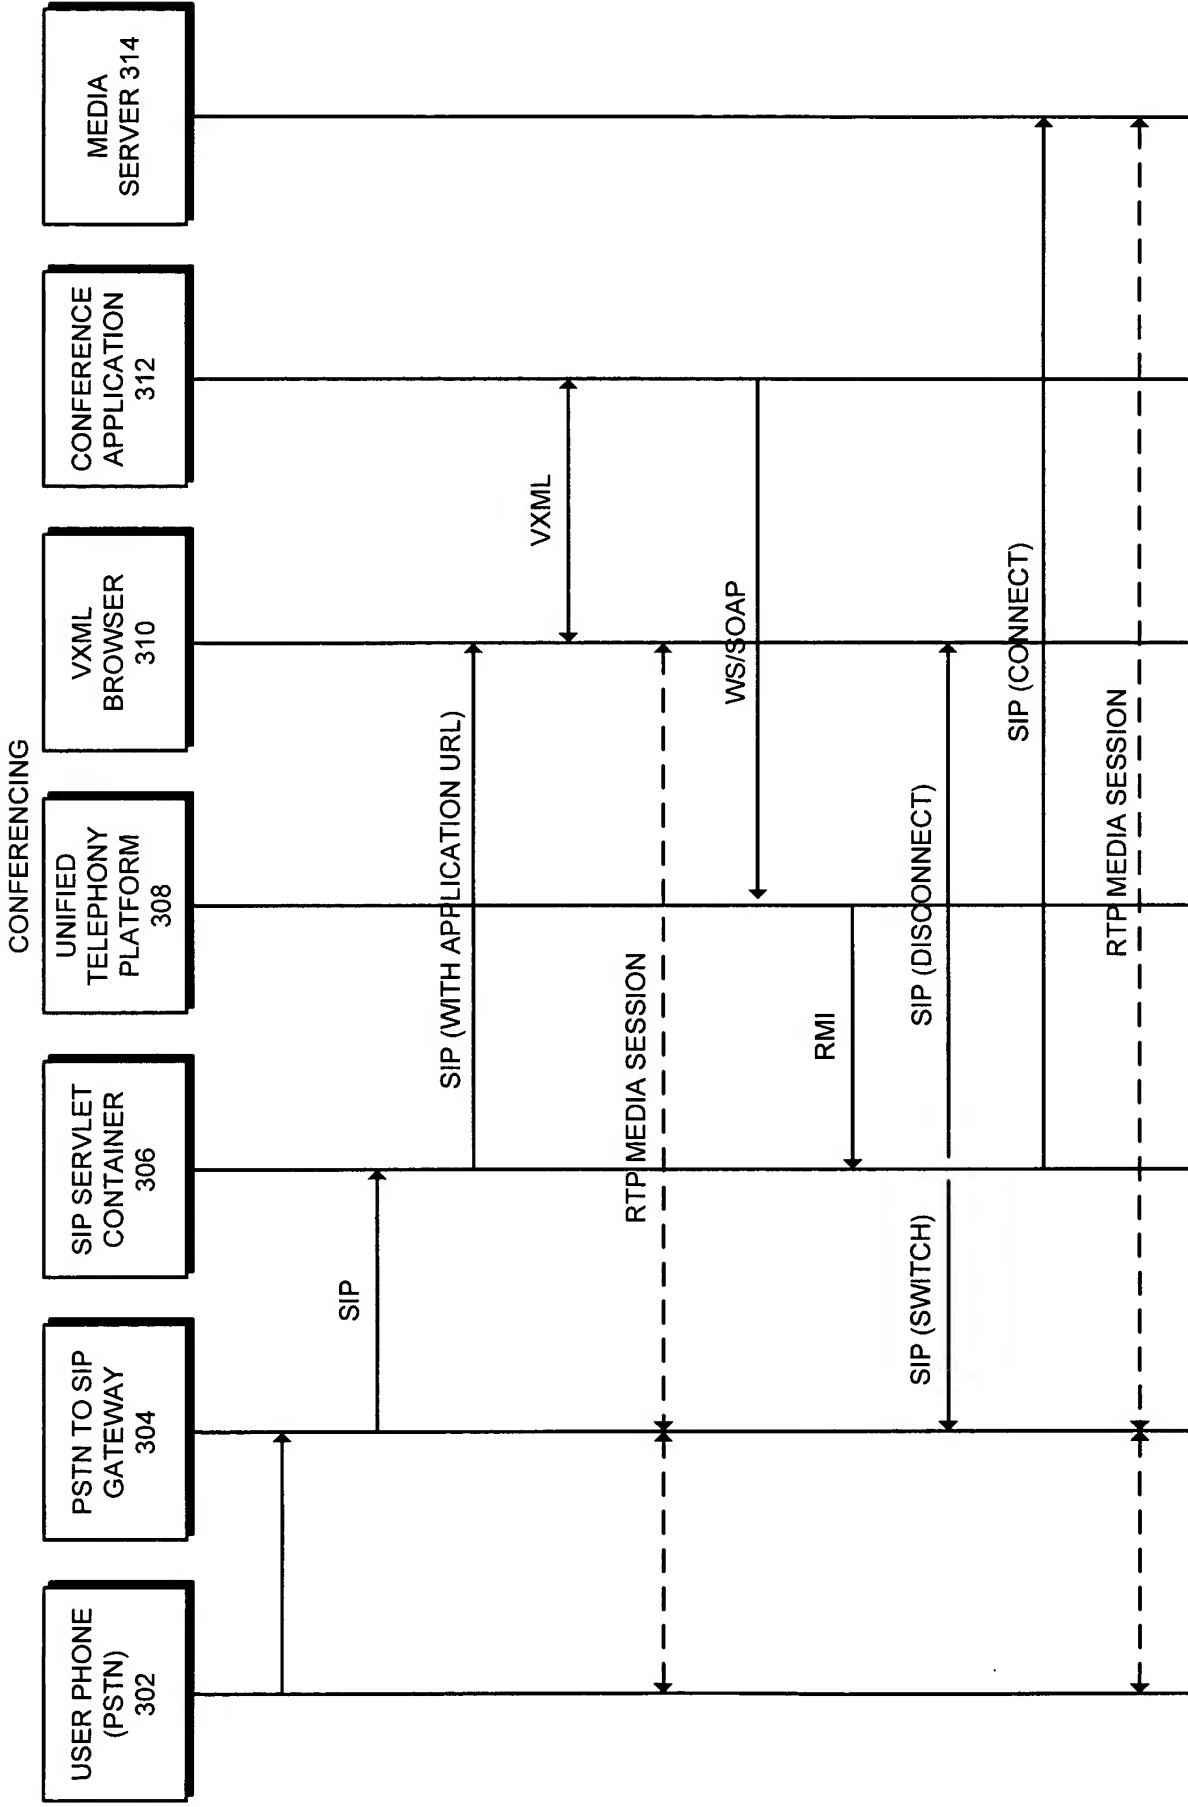 CONFERENCING
USER PHONE
(PSTN)
302
PSTN TO SIP
GATEWAY
304
SIP SERVLET
CONTAINER
306
UNIFIED
TELEPHONY
PLATFORM
308
VXML
BROWSER
310
CONFERENCE
APPLICATION
312
MEDIA
SERVER 314
SIP
SIP (WITH APPLICATION URL)
VXML
RTP MEDIA SESSION
WS/SOAP
RMI
SIP (SWITCH)
SIP (DISCONNECT)
SIP (CONNECT)
RTP MEDIA SESSION